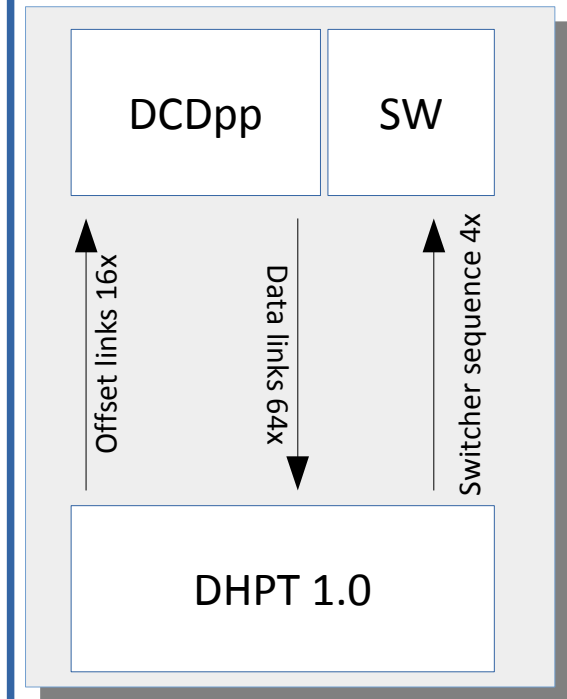 DCDpp
SW
Offset links 16x
Data links 64x
Switcher sequence 4x
DHPT 1.0